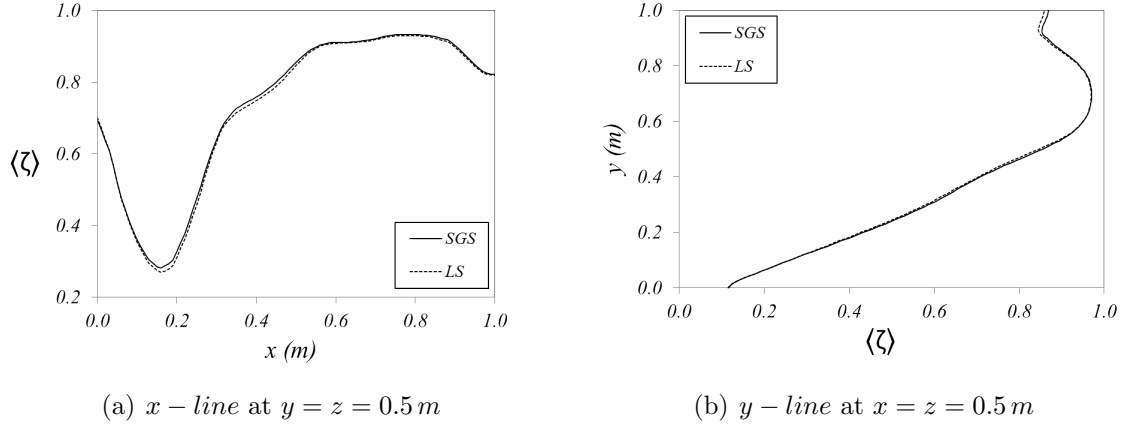 1.0
0.8
0.6
0.4
0.2
⟨ζ⟩
SGS
LS
0.0 0.2 0.4 0.6 0.8 1.0
x (m)
(a) x − line at y = z = 0.5 m
1.0
0.8
0.6
0.4
0.2
0.0
y (m)
SGS
LS
0.0 0.2 0.4 0.6 0.8 1.0
⟨ζ⟩
(b) y − line at x = z = 0.5 m